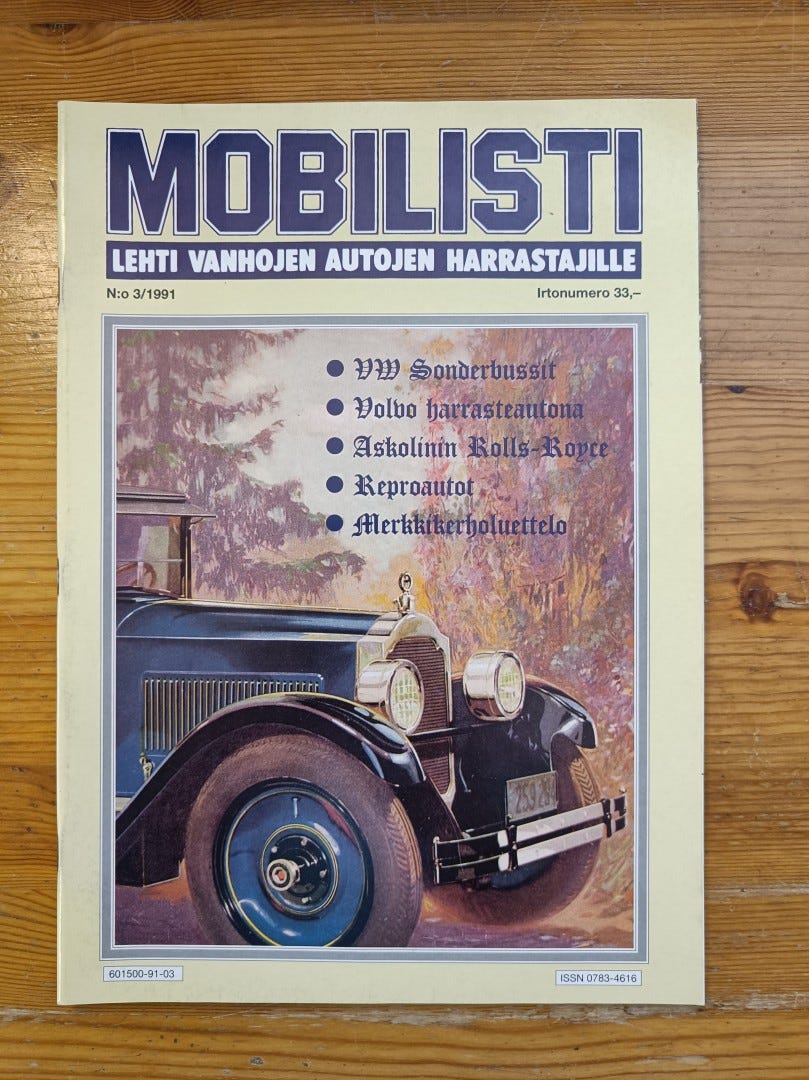 MOBILISTI
LEHTI VANHOJEN AUTOJEN HARRASTAJILLE
N:o 3/1991 Irtonumero 33,–
● VW Sonderbussit
● Volvo harrasteautona
● Askolinin Rolls-Royce
● Reproautot
● Merkkikerholuettelo
601500-91-03 ISSN 0783-4616